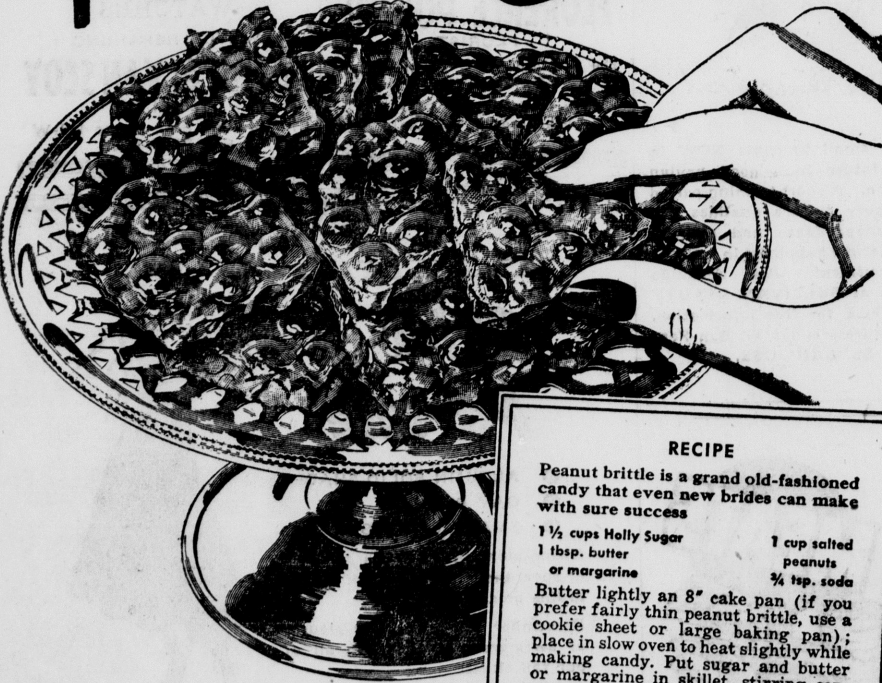 RECIPE
Peanut brittle is a grand old-fashioned
candy that even new brides can make
with sure success
1½ cups Holly Sugar
1 tbsp. butter
or margarine
1 cup salted
peanuts
¾ tsp. soda
Butter lightly an 8" cake pan (if you
prefer fairly thin peanut brittle, use a
cookie sheet or large baking pan);
place in slow oven to heat slightly while
making candy. Put sugar and butter
or margarine in skillet, stirring